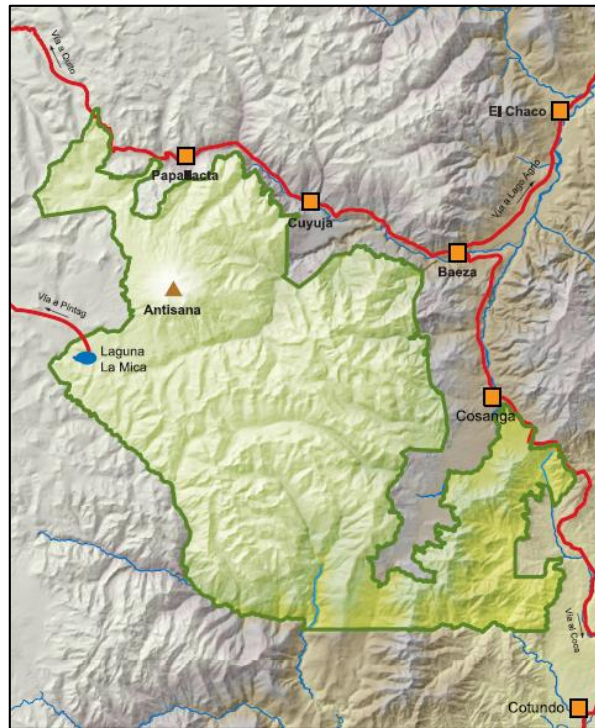 Vía a Quito
El Chaco
Papallacta
Vía a Lago Agrio
Cuyuja
Baeza
Antisana
Vía a Pintag
Laguna
La Mica
Cosanga
Vía al Coca
Cotundo